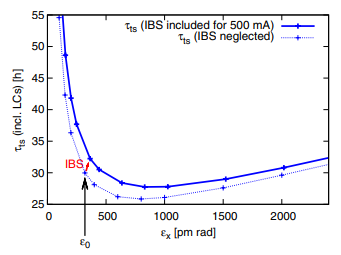 τts (IBS included for 500 mA)
τts (IBS neglected)
55
50
45
40
35
30
25
τts (incl. LCs) [h]
IBS
0 500 1000 1500 2000
εx [pm rad]
ε0